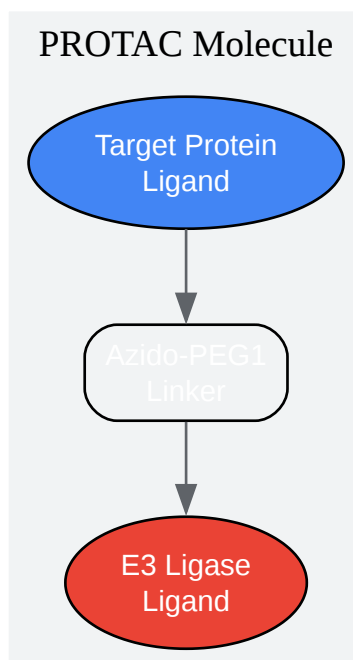 PROTAC Molecule
Target Protein
Ligand
Azido-PEG1
Linker
E3 Ligase
Ligand